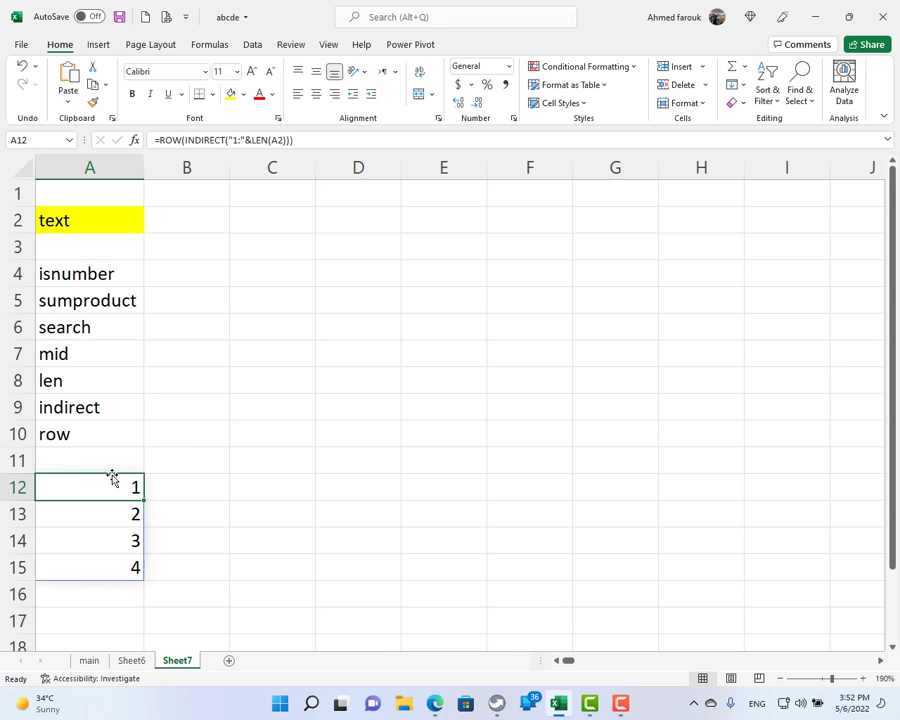 AutoSave Off abcde Search (Alt+Q) Ahmed farouk
File Home Insert Page Layout Formulas Data Review View Help Power Pivot Comments Share
Paste Calibri 11 A A General Conditional Formatting Insert Sort & Filter Find & Select Analyze Data
B I U A $ % , Format as Table Delete
Cell Styles Format
Undo Clipboard Font Alignment Number Styles Cells Editing Analysis
A12 fx =ROW(INDIRECT("1:"&LEN(A2)))
A B C D E F G H I J
1
2 text
3
4 isnumber
5 sumproduct
6 search
7 mid
8 len
9 indirect
10 row
11
12 1
13 2
14 3
15 4
16
17
18
main Sheet6 Sheet7
Ready Accessibility: Investigate 190%
34°C
Sunny
36
ENG
3:52 PM
5/6/2022